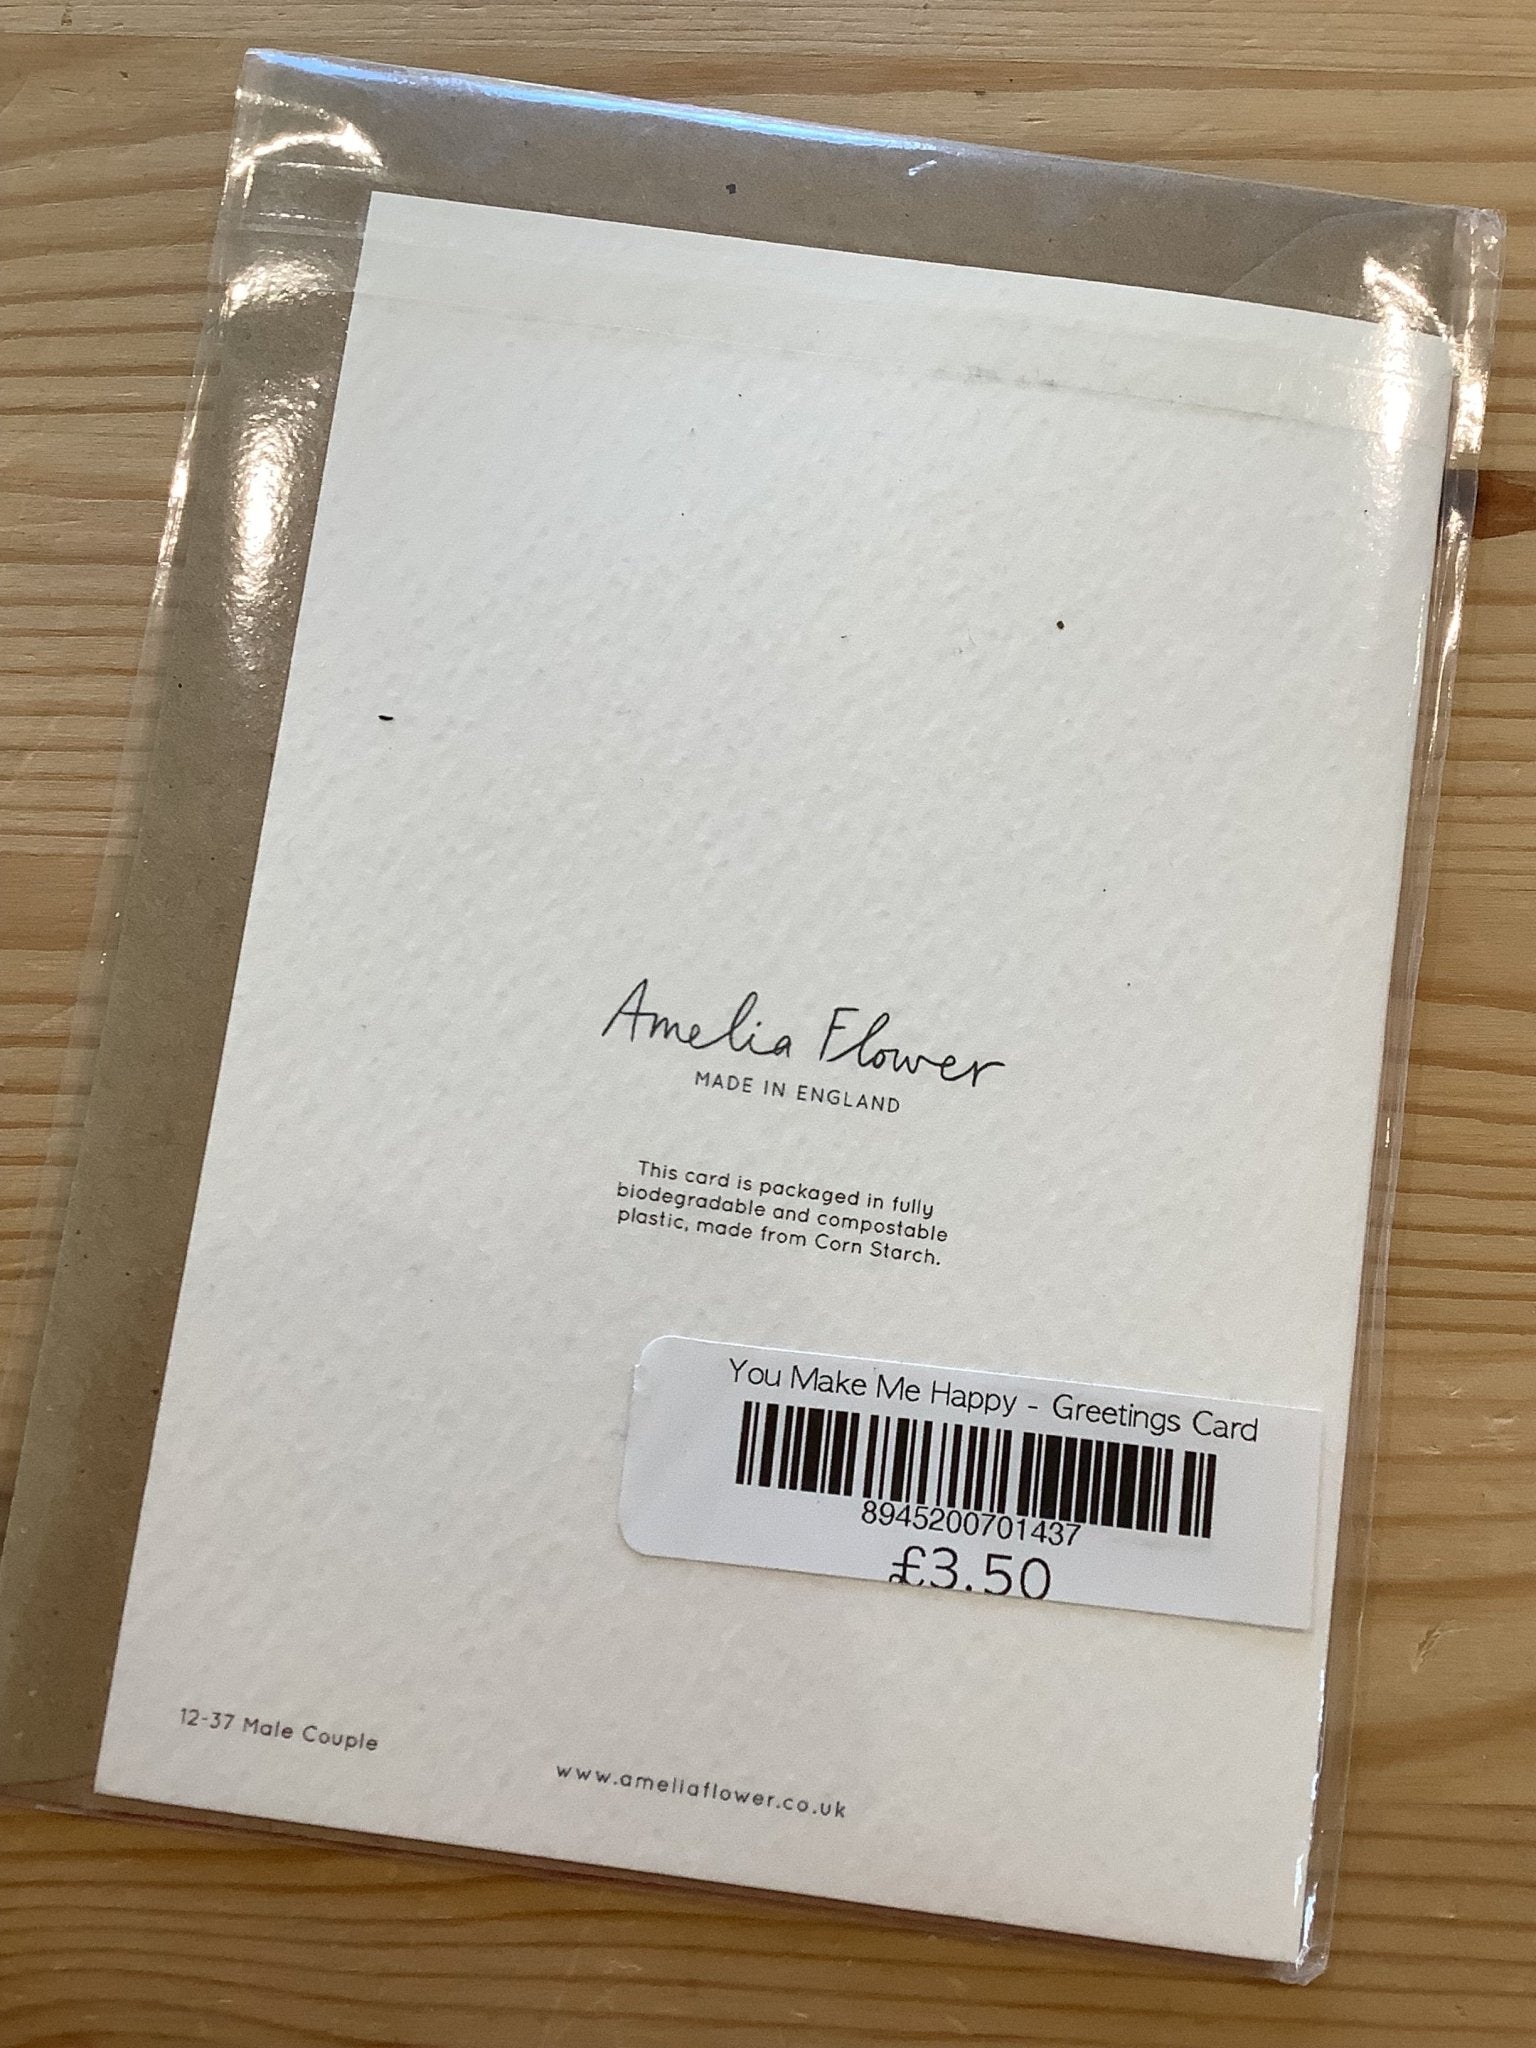 Amelia Flower
MADE IN ENGLAND
This card is packaged in fully
biodegradable and compostable
plastic, made from Corn Starch.
You Make Me Happy - Greetings Card
8945200701437
£3.50
12-37 Male Couple
www.ameliaflower.co.uk